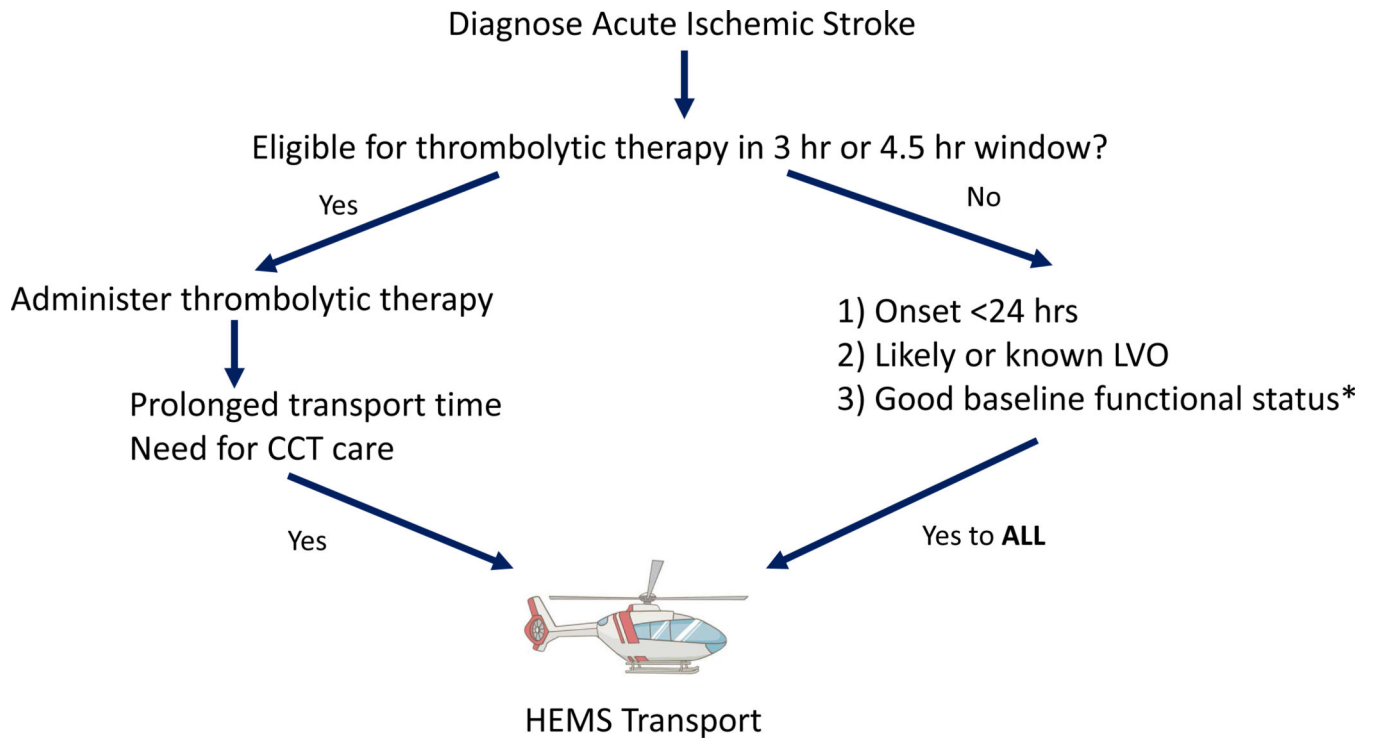 Diagnose Acute Ischemic Stroke
Eligible for thrombolytic therapy in 3 hr or 4.5 hr window?
Yes
No
Administer thrombolytic therapy
Prolonged transport time
Need for CCT care
Yes
1) Onset <24 hrs
2) Likely or known LVO
3) Good baseline functional status*
Yes to ALL
HEMS Transport